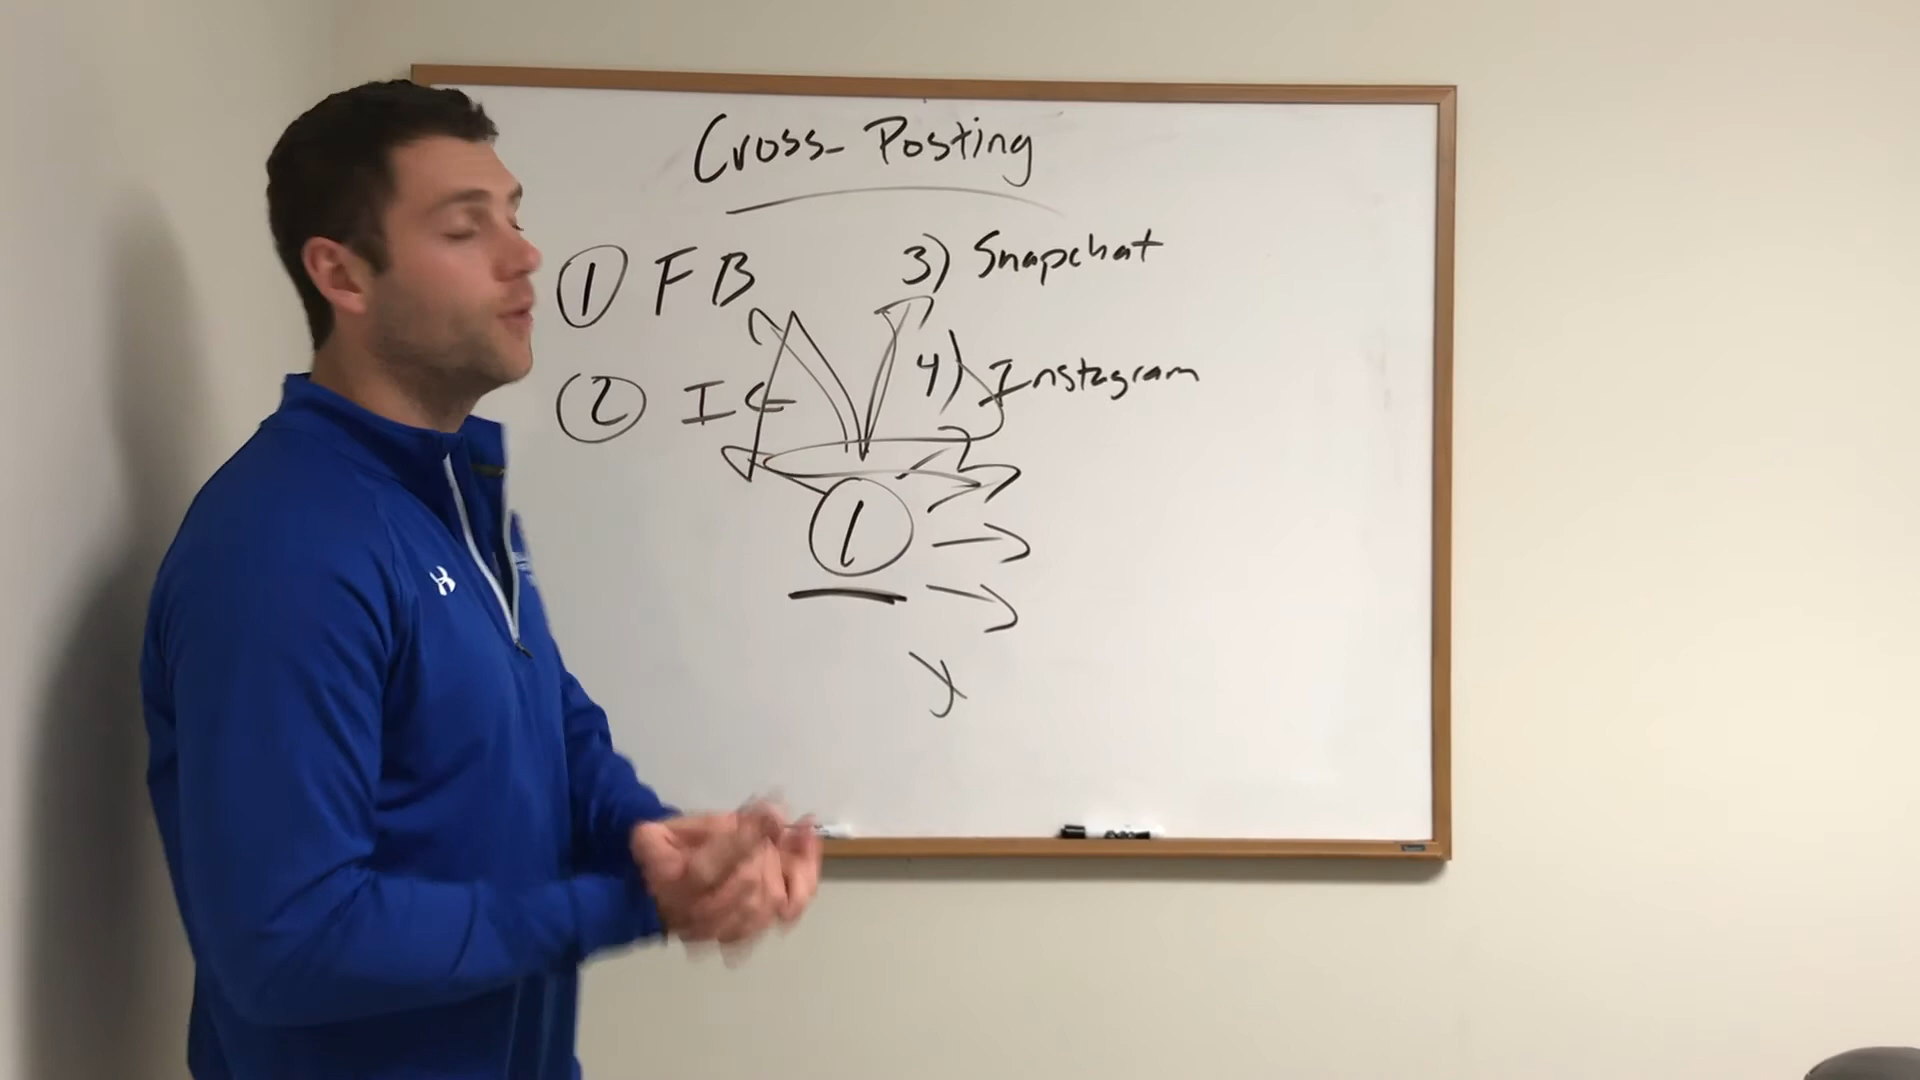 Cross-Posting
① FB
② IG
3) Snapchat
4) Instagram
①